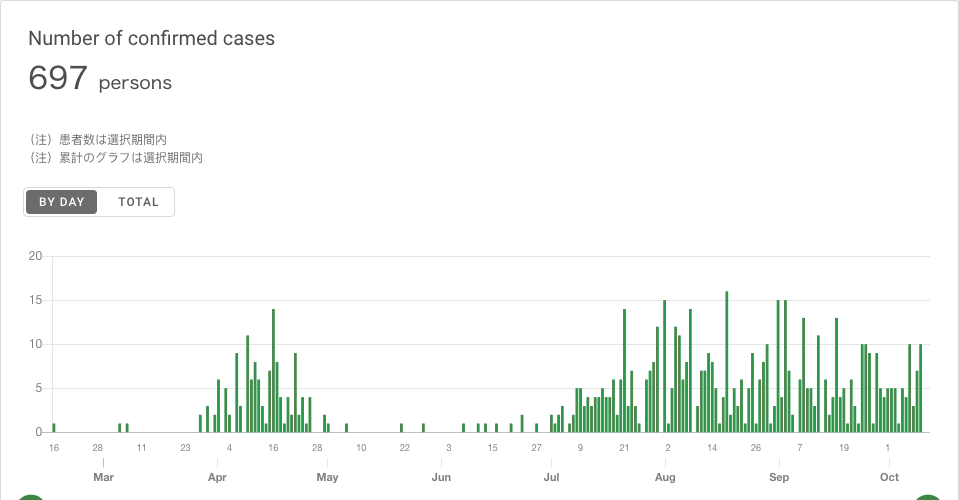 Number of confirmed cases
697 persons
（注）患者数は選択期間内
（注）累計のグラフは選択期間内
BY DAY TOTAL
20
15
10
5
0
16 28 11 23 4 16 28 10 22 3 15 27 9 21 2 14 26 7 19 1
Mar Apr May Jun Jul Aug Sep Oct